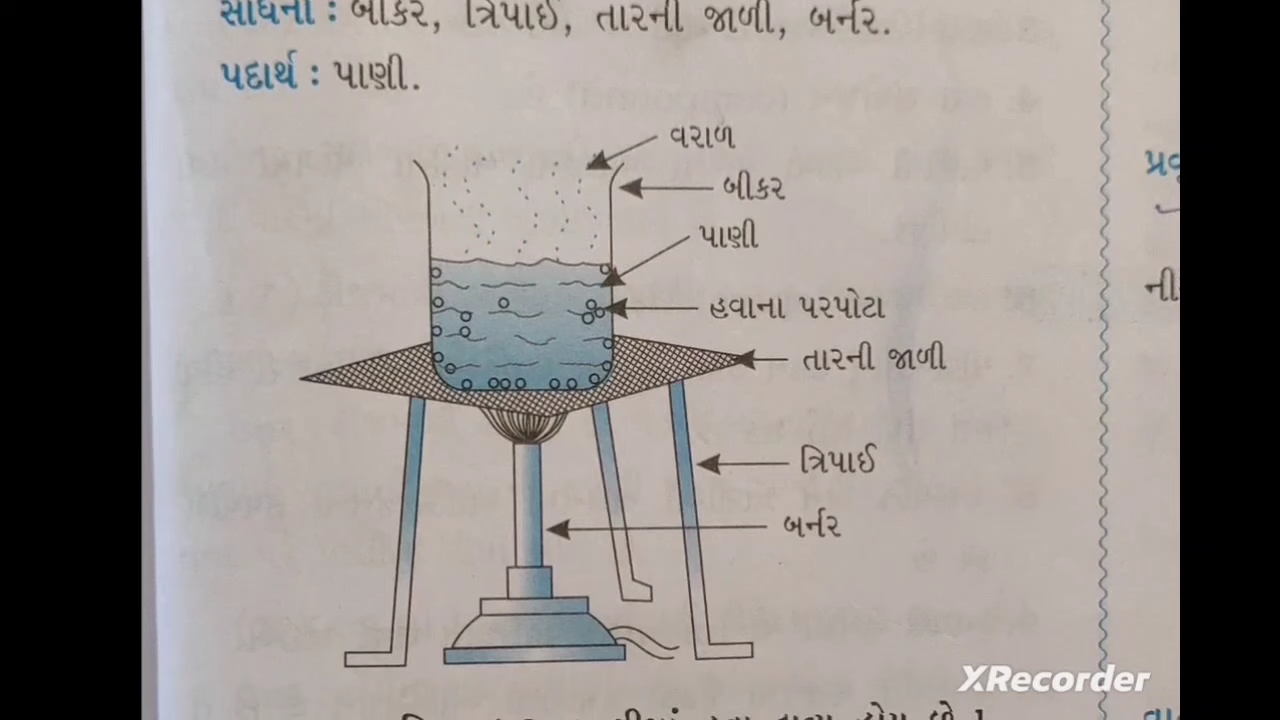 સાધનો : બીકર, ત્રિપાઈ, તારની જાળી, બર્નર.
પદાર્થ : પાણી.
વરાળ
બીકર
પાણી
હવાના પરપોટા
તારની જાળી
ત્રિપાઈ
બર્નર
XRecorder